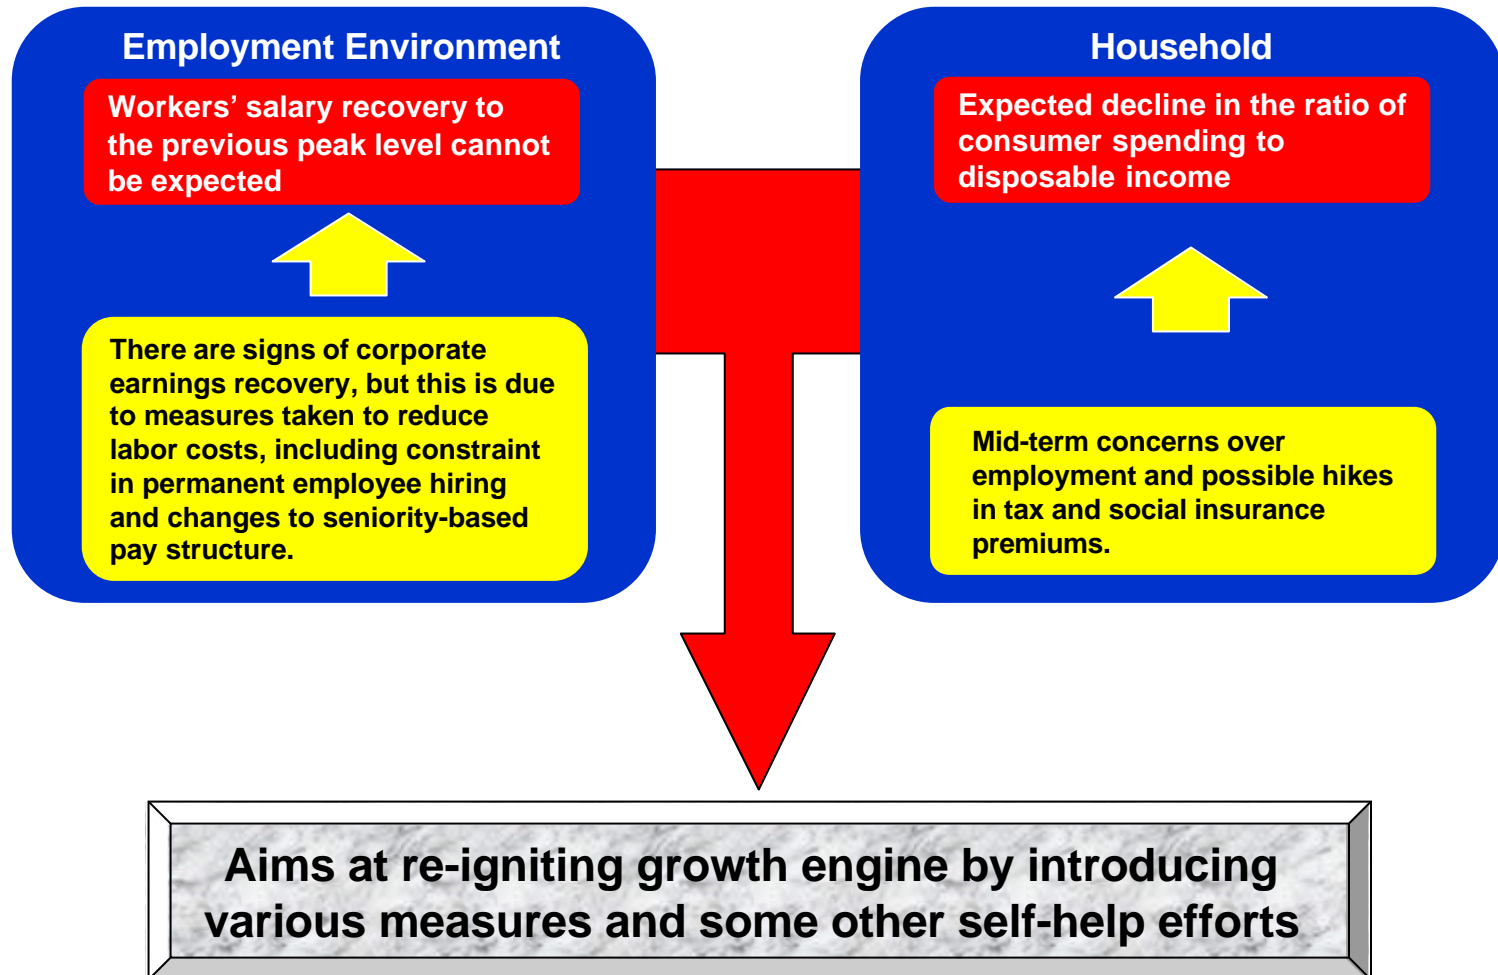 Employment Environment
Workers’ salary recovery to
the previous peak level cannot
be expected
There are signs of corporate
earnings recovery, but this is due
to measures taken to reduce
labor costs, including constraint
in permanent employee hiring
and changes to seniority-based
pay structure.
Household
Expected decline in the ratio of
consumer spending to
disposable income
Mid-term concerns over
employment and possible hikes
in tax and social insurance
premiums.
Aims at re-igniting growth engine by introducing
various measures and some other self-help efforts